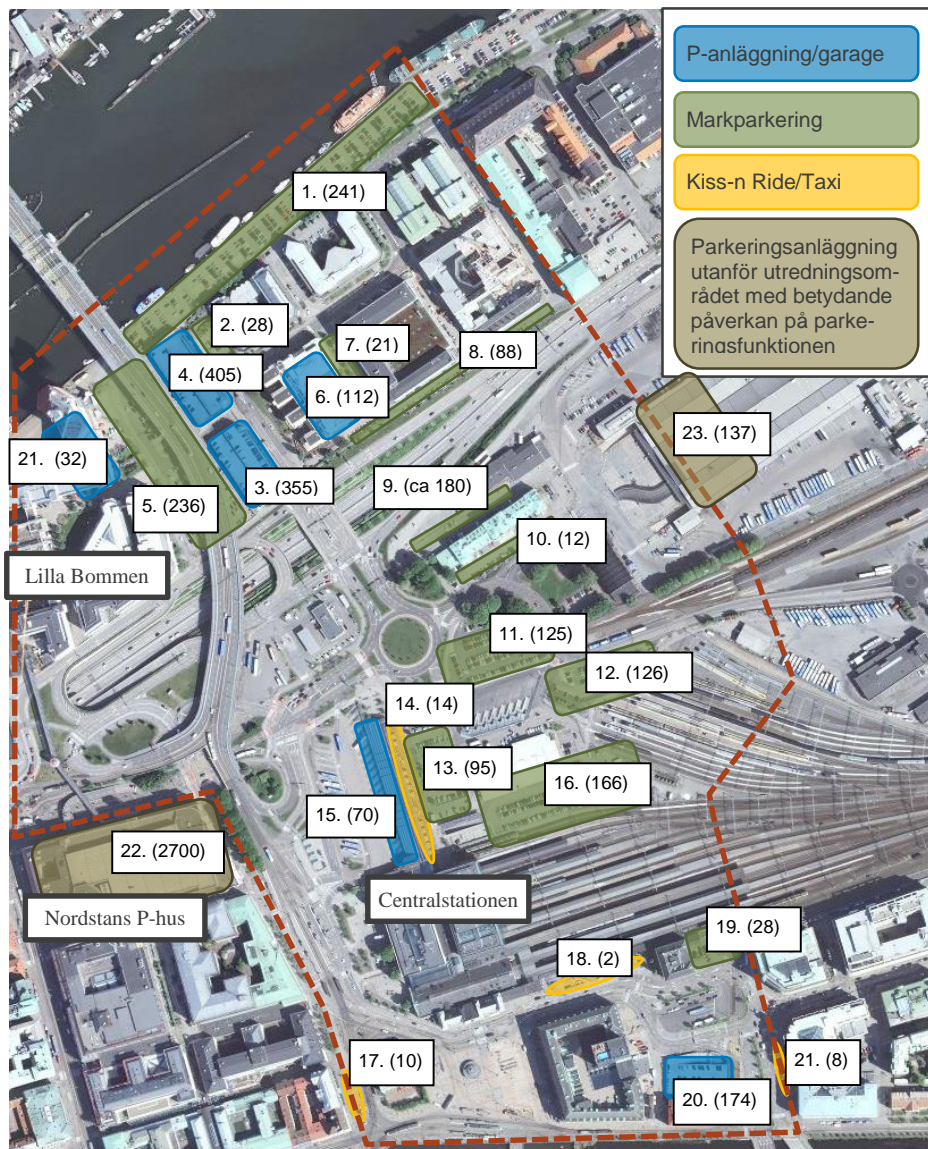 P-anläggning/garage
Markparkering
Kiss-n Ride/Taxi
Parkeringsanläggning
utanför utredningsom-
rådet med betydande
påverkan på parke-
ringsfunktionen
1. (241)
2. (28)
7. (21)
8. (88)
4. (405)
6. (112)
23. (137)
21. (32)
3. (355)
9. (ca 180)
5. (236)
10. (12)
Lilla Bommen
11. (125)
12. (126)
14. (14)
13. (95)
16. (166)
15. (70)
22. (2700)
Centralstationen
Nordstans P-hus
19. (28)
18. (2)
17. (10)
21. (8)
20. (174)